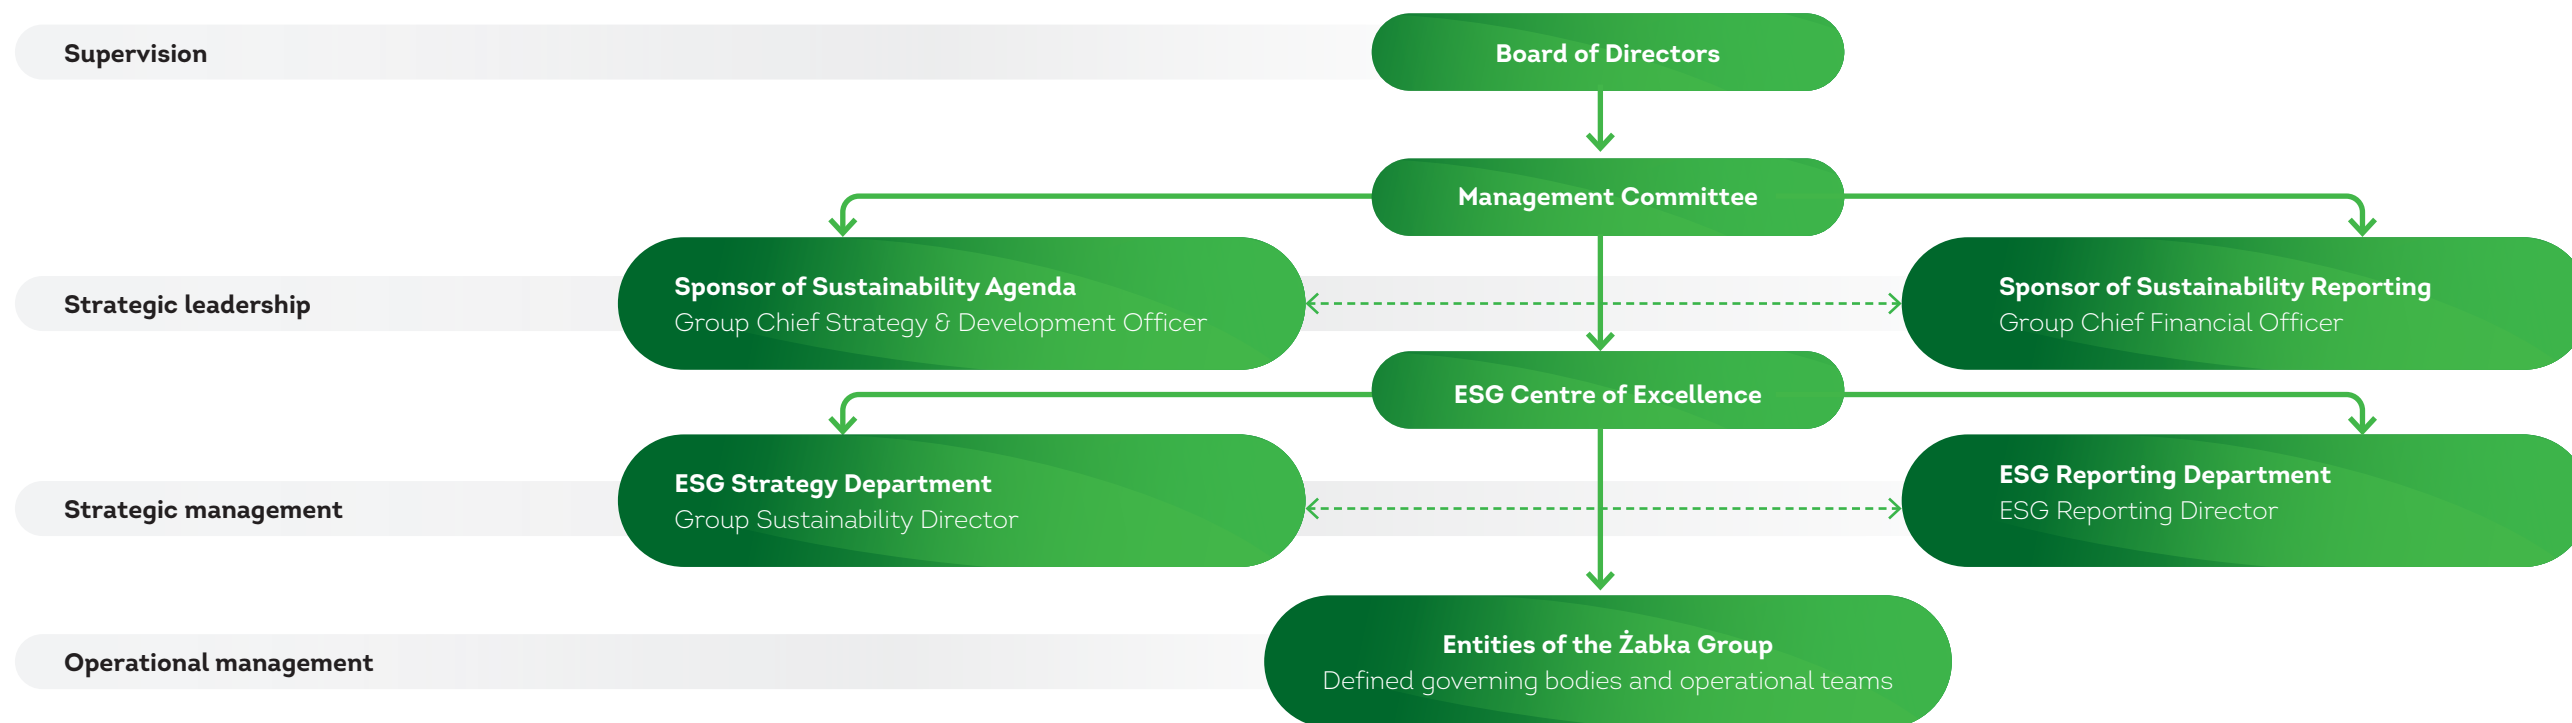 Supervision
Board of Directors
Management Committee
Strategic leadership
Sponsor of Sustainability Agenda
Group Chief Strategy & Development Officer
Sponsor of Sustainability Reporting
Group Chief Financial Officer
ESG Centre of Excellence
Strategic management
ESG Strategy Department
Group Sustainability Director
ESG Reporting Department
ESG Reporting Director
Operational management
Entities of the Żabka Group
Defined governing bodies and operational teams